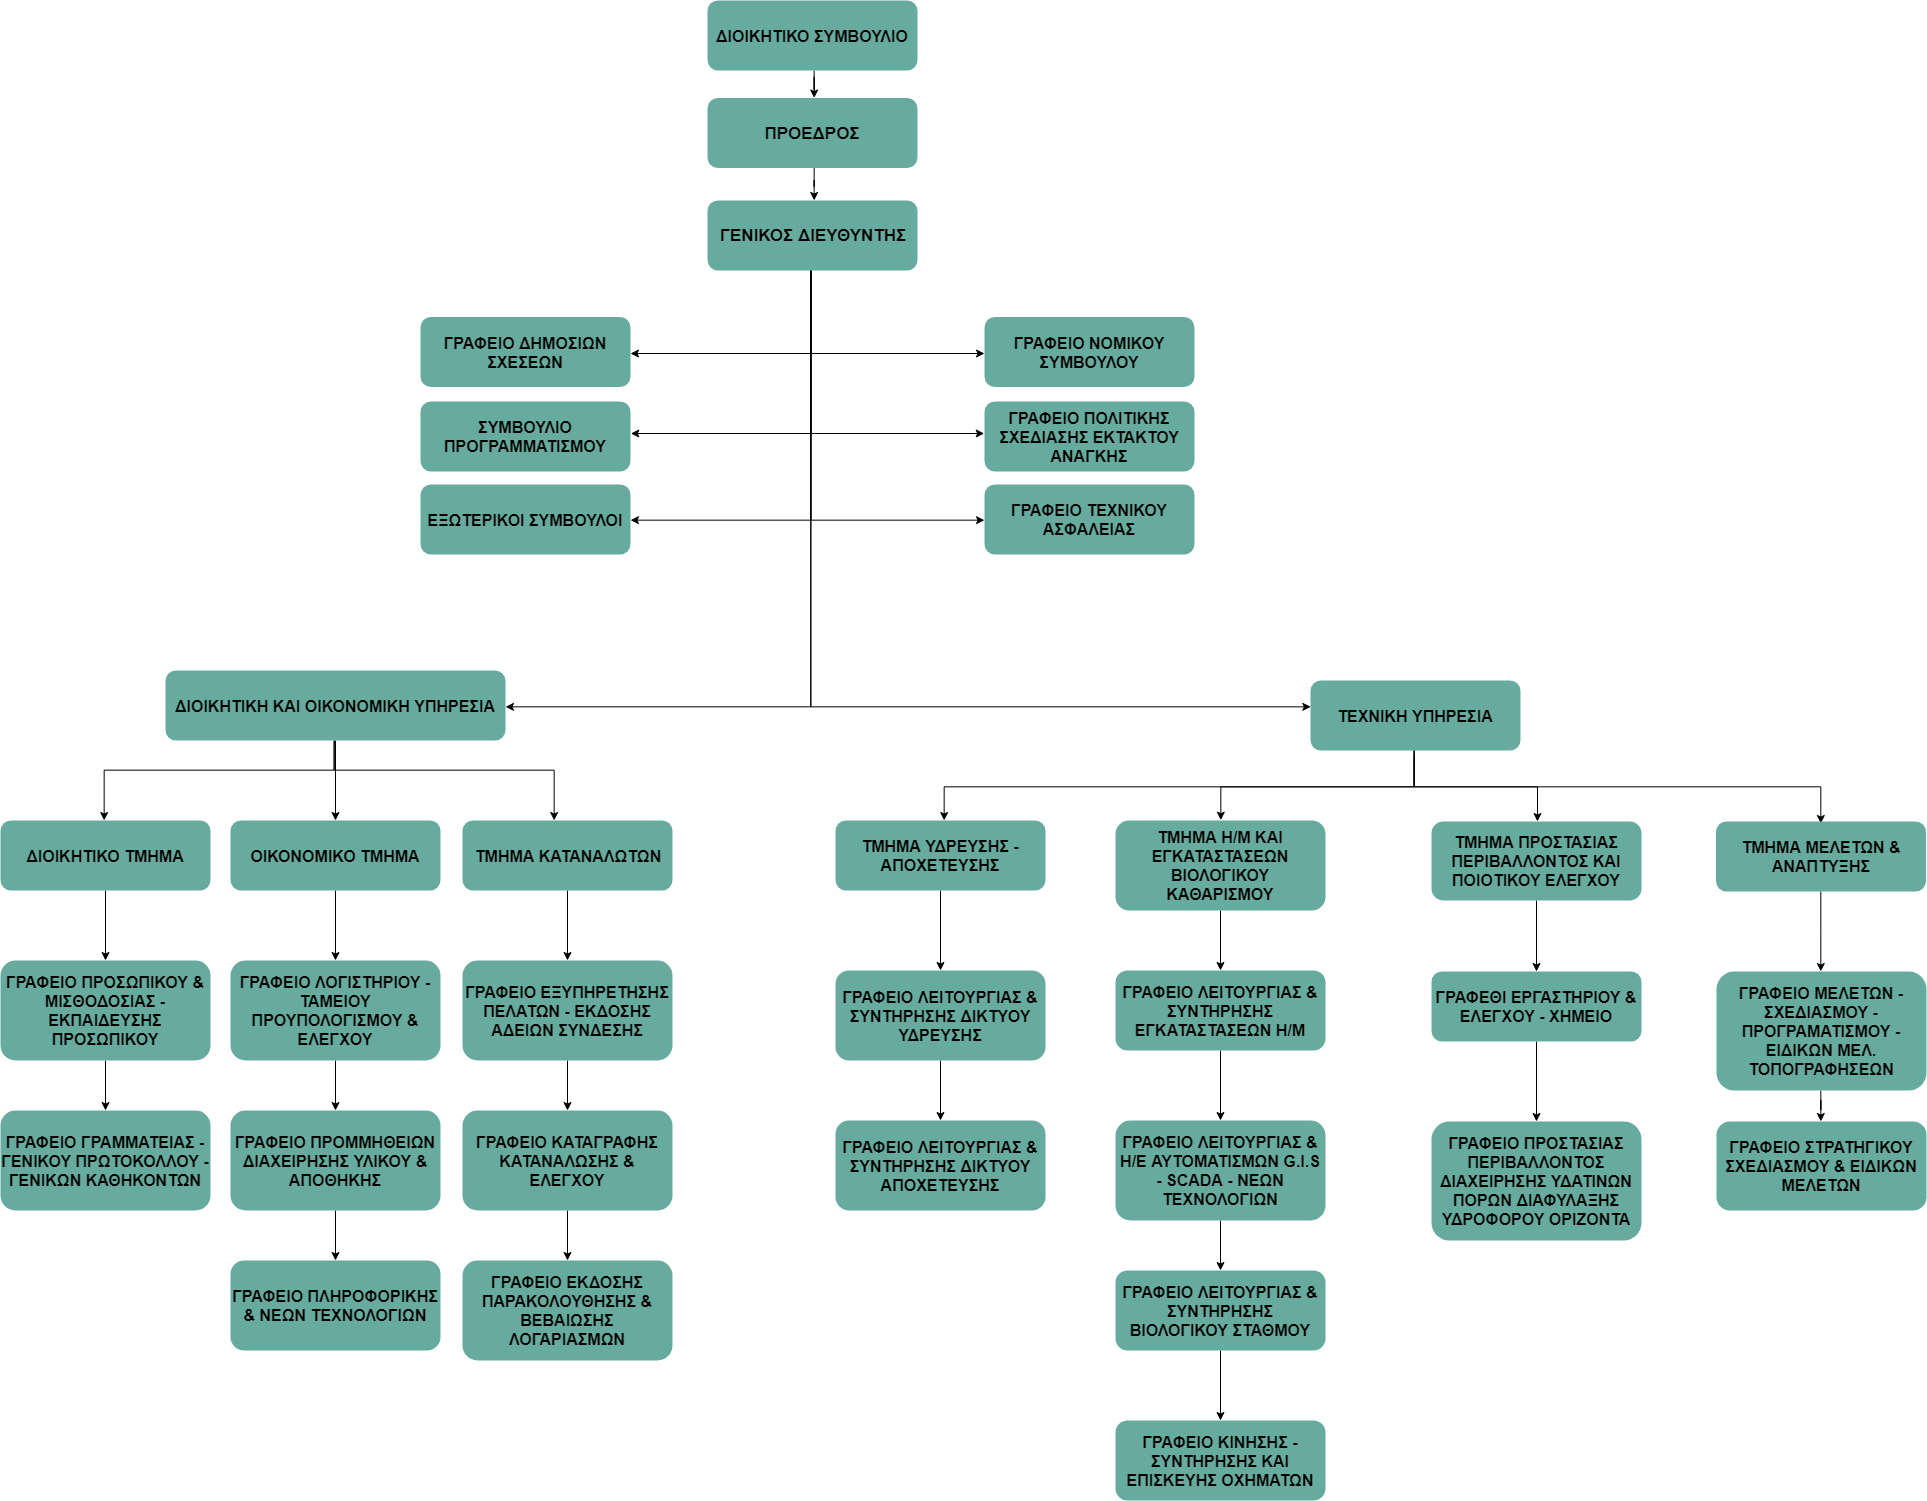 ΔΙΟΙΚΗΤΙΚΟ ΣΥΜΒΟΥΛΙΟ
ΠΡΟΕΔΡΟΣ
ΓΕΝΙΚΟΣ ΔΙΕΥΘΥΝΤΗΣ
ΓΡΑΦΕΙΟ ΔΗΜΟΣΙΩΝ
ΣΧΕΣΕΩΝ
ΓΡΑΦΕΙΟ ΝΟΜΙΚΟΥ
ΣΥΜΒΟΥΛΟΥ
ΣΥΜΒΟΥΛΙΟ
ΠΡΟΓΡΑΜΜΑΤΙΣΜΟΥ
ΓΡΑΦΕΙΟ ΠΟΛΙΤΙΚΗΣ
ΣΧΕΔΙΑΣΗΣ ΕΚΤΑΚΤΟΥ
ΑΝΑΓΚΗΣ
ΕΞΩΤΕΡΙΚΟΙ ΣΥΜΒΟΥΛΟΙ
ΓΡΑΦΕΙΟ ΤΕΧΝΙΚΟΥ
ΑΣΦΑΛΕΙΑΣ
ΔΙΟΙΚΗΤΙΚΗ ΚΑΙ ΟΙΚΟΝΟΜΙΚΗ ΥΠΗΡΕΣΙΑ
ΤΕΧΝΙΚΗ ΥΠΗΡΕΣΙΑ
ΔΙΟΙΚΗΤΙΚΟ ΤΜΗΜΑ
ΟΙΚΟΝΟΜΙΚΟ ΤΜΗΜΑ
ΤΜΗΜΑ ΚΑΤΑΝΑΛΩΤΩΝ
ΤΜΗΜΑ ΥΔΡΕΥΣΗΣ -
ΑΠΟΧΕΤΕΥΣΗΣ
ΤΜΗΜΑ Η/Μ ΚΑΙ
ΕΓΚΑΤΑΣΤΑΣΕΩΝ
ΒΙΟΛΟΓΙΚΟΥ
ΚΑΘΑΡΙΣΜΟΥ
ΤΜΗΜΑ ΠΡΟΣΤΑΣΙΑΣ
ΠΕΡΙΒΑΛΛΟΝΤΟΣ ΚΑΙ
ΠΟΙΟΤΙΚΟΥ ΕΛΕΓΧΟΥ
ΤΜΗΜΑ ΜΕΛΕΤΩΝ &
ΑΝΑΠΤΥΞΗΣ
ΓΡΑΦΕΙΟ ΠΡΟΣΩΠΙΚΟΥ &
ΜΙΣΘΟΔΟΣΙΑΣ -
ΕΚΠΑΙΔΕΥΣΗΣ
ΠΡΟΣΩΠΙΚΟΥ
ΓΡΑΦΕΙΟ ΛΟΓΙΣΤΗΡΙΟΥ -
ΤΑΜΕΙΟΥ
ΠΡΟΥΠΟΛΟΓΙΣΜΟΥ &
ΕΛΕΓΧΟΥ
ΓΡΑΦΕΙΟ ΕΞΥΠΗΡΕΤΗΣΗΣ
ΠΕΛΑΤΩΝ - ΕΚΔΟΣΗΣ
ΑΔΕΙΩΝ ΣΥΝΔΕΣΗΣ
ΓΡΑΦΕΙΟ ΛΕΙΤΟΥΡΓΙΑΣ &
ΣΥΝΤΗΡΗΣΗΣ ΔΙΚΤΥΟΥ
ΥΔΡΕΥΣΗΣ
ΓΡΑΦΕΙΟ ΛΕΙΤΟΥΡΓΙΑΣ &
ΣΥΝΤΗΡΗΣΗΣ
ΕΓΚΑΤΑΣΤΑΣΕΩΝ Η/Μ
ΓΡΑΦΕΘΙ ΕΡΓΑΣΤΗΡΙΟΥ &
ΕΛΕΓΧΟΥ - ΧΗΜΕΙΟ
ΓΡΑΦΕΙΟ ΜΕΛΕΤΩΝ -
ΣΧΕΔΙΑΣΜΟΥ -
ΠΡΟΓΡΑΜΑΤΙΣΜΟΥ -
ΕΙΔΙΚΩΝ ΜΕΛ.
ΤΟΠΟΓΡΑΦΗΣΕΩΝ
ΓΡΑΦΕΙΟ ΓΡΑΜΜΑΤΕΙΑΣ -
ΓΕΝΙΚΟΥ ΠΡΩΤΟΚΟΛΛΟΥ -
ΓΕΝΙΚΩΝ ΚΑΘΗΚΟΝΤΩΝ
ΓΡΑΦΕΙΟ ΠΡΟΜΜΗΘΕΙΩΝ
ΔΙΑΧΕΙΡΗΣΗΣ ΥΛΙΚΟΥ &
ΑΠΟΘΗΚΗΣ
ΓΡΑΦΕΙΟ ΚΑΤΑΓΡΑΦΗΣ
ΚΑΤΑΝΑΛΩΣΗΣ &
ΕΛΕΓΧΟΥ
ΓΡΑΦΕΙΟ ΛΕΙΤΟΥΡΓΙΑΣ &
ΣΥΝΤΗΡΗΣΗΣ ΔΙΚΤΥΟΥ
ΑΠΟΧΕΤΕΥΣΗΣ
ΓΡΑΦΕΙΟ ΛΕΙΤΟΥΡΓΙΑΣ &
Η/Ε ΑΥΤΟΜΑΤΙΣΜΩΝ G.I.S
- SCADA - ΝΕΩΝ
ΤΕΧΝΟΛΟΓΙΩΝ
ΓΡΑΦΕΙΟ ΠΡΟΣΤΑΣΙΑΣ
ΠΕΡΙΒΑΛΛΟΝΤΟΣ
ΔΙΑΧΕΙΡΗΣΗΣ ΥΔΑΤΙΝΩΝ
ΠΟΡΩΝ ΔΙΑΦΥΛΑΞΗΣ
ΥΔΡΟΦΟΡΟΥ ΟΡΙΖΟΝΤΑ
ΓΡΑΦΕΙΟ ΣΤΡΑΤΗΓΙΚΟΥ
ΣΧΕΔΙΑΣΜΟΥ & ΕΙΔΙΚΩΝ
ΜΕΛΕΤΩΝ
ΓΡΑΦΕΙΟ ΠΛΗΡΟΦΟΡΙΚΗΣ
& ΝΕΩΝ ΤΕΧΝΟΛΟΓΙΩΝ
ΓΡΑΦΕΙΟ ΕΚΔΟΣΗΣ
ΠΑΡΑΚΟΛΟΥΘΗΣΗΣ &
ΒΕΒΑΙΩΣΗΣ
ΛΟΓΑΡΙΑΣΜΩΝ
ΓΡΑΦΕΙΟ ΛΕΙΤΟΥΡΓΙΑΣ &
ΣΥΝΤΗΡΗΣΗΣ
ΒΙΟΛΟΓΙΚΟΥ ΣΤΑΘΜΟΥ
ΓΡΑΦΕΙΟ ΚΙΝΗΣΗΣ -
ΣΥΝΤΗΡΗΣΗΣ ΚΑΙ
ΕΠΙΣΚΕΥΗΣ ΟΧΗΜΑΤΩΝ